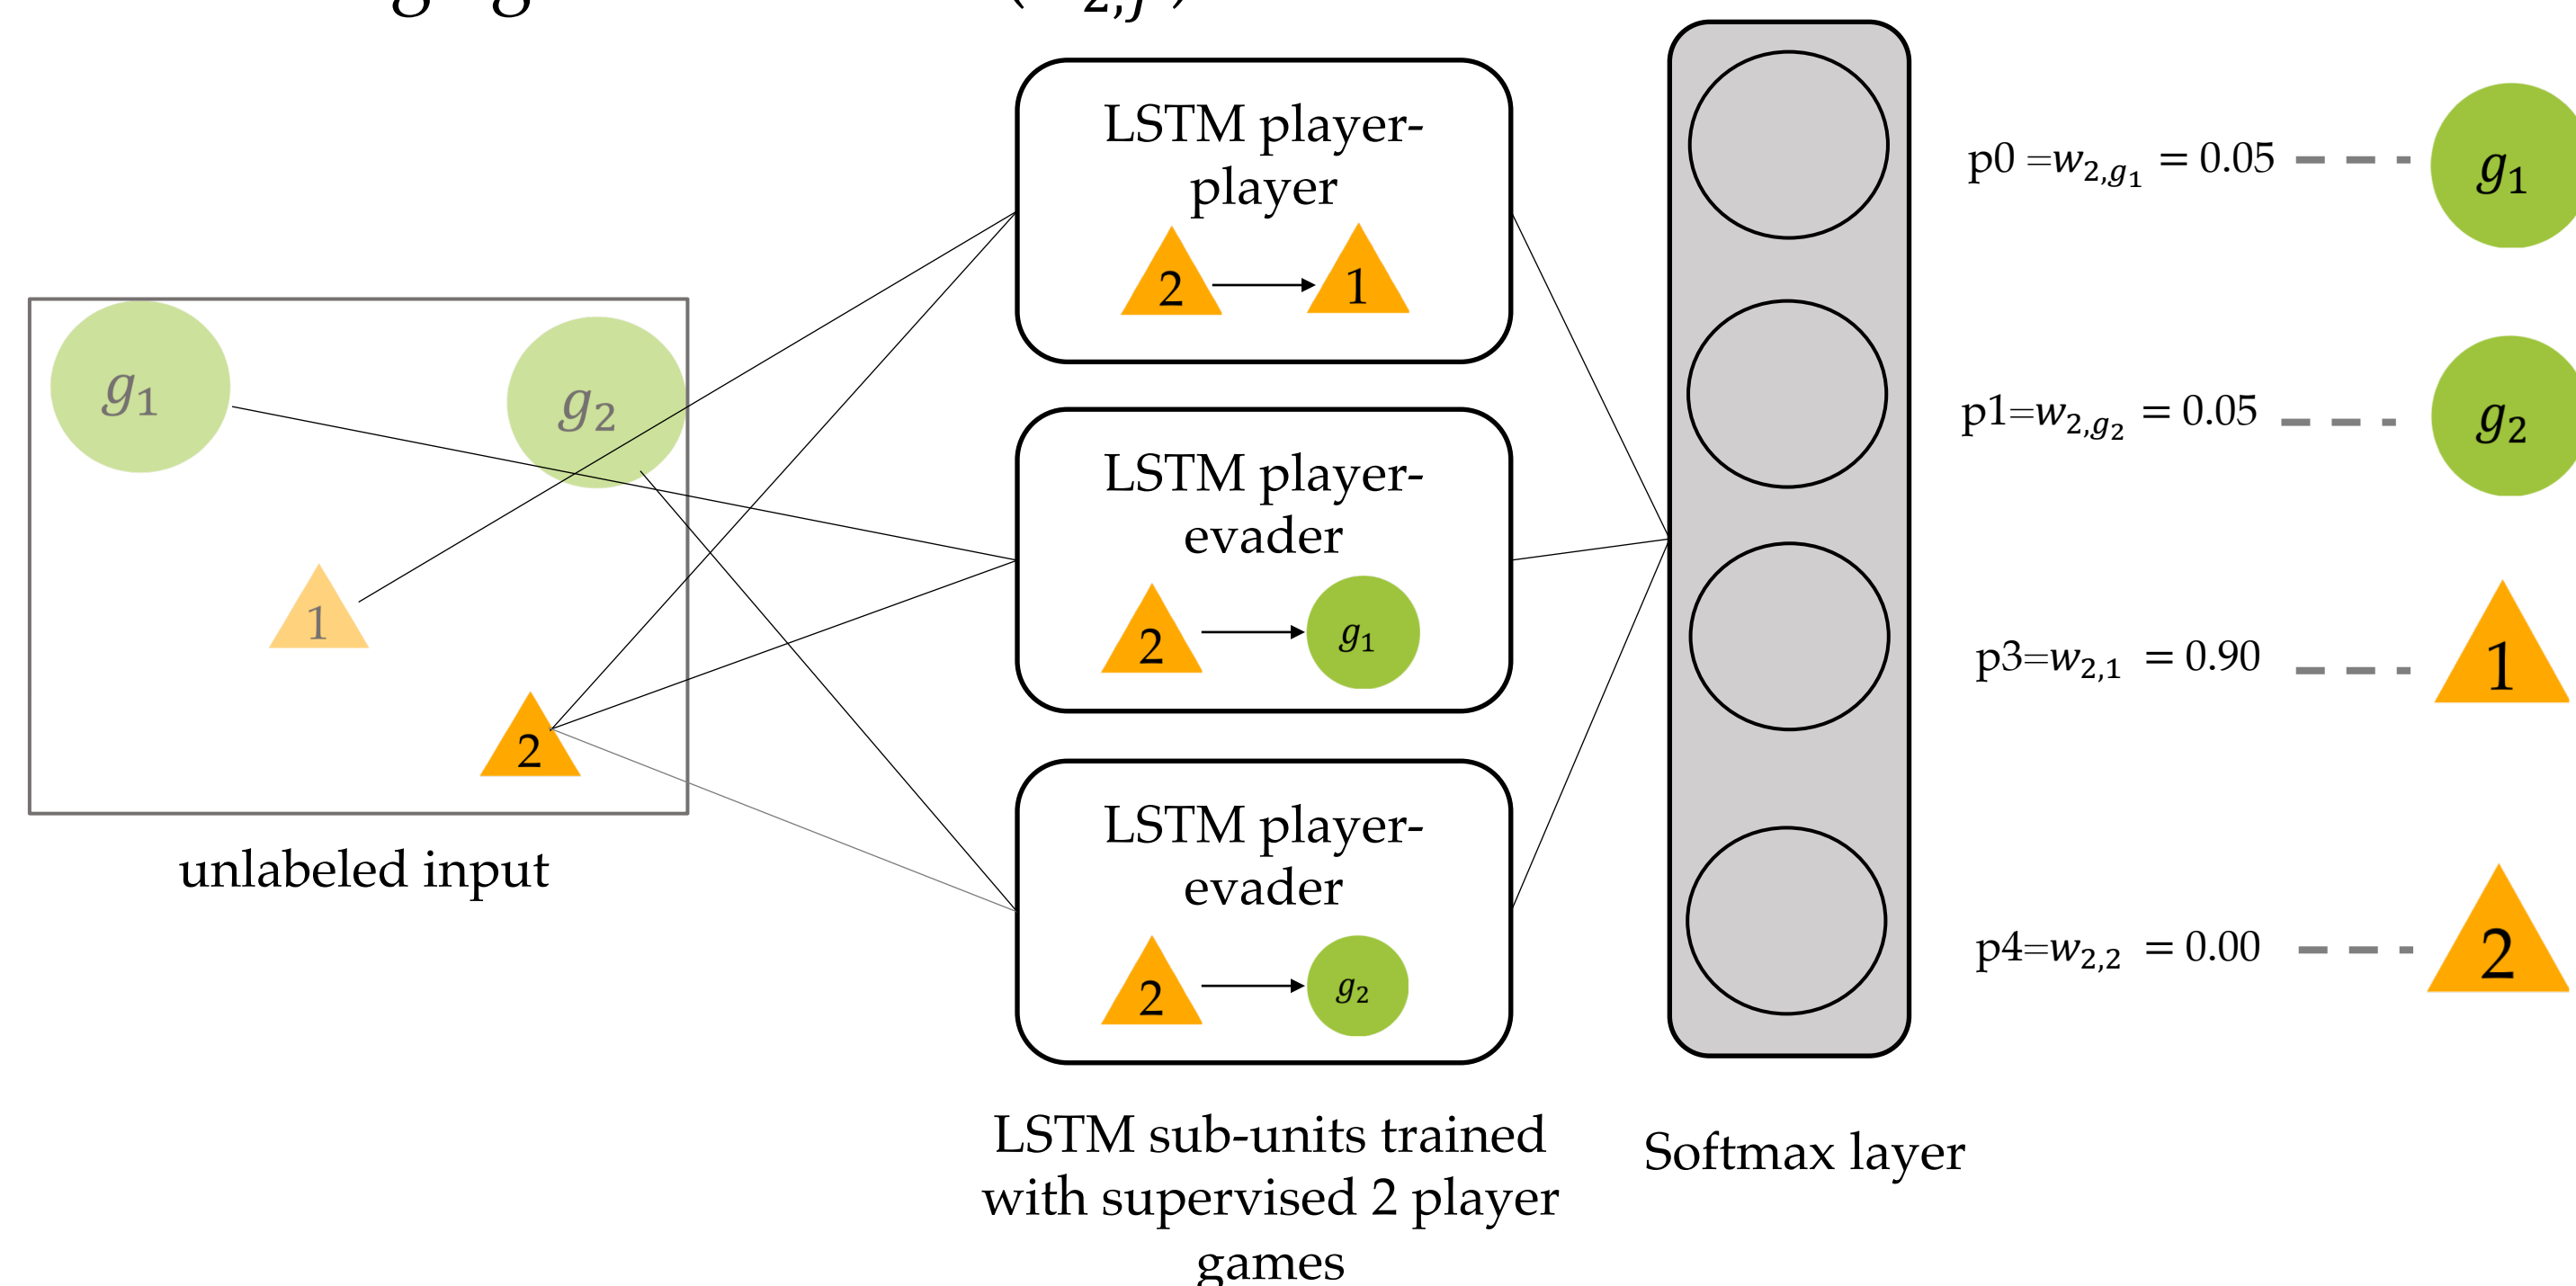 g₁
g₂
1
2
unlabeled input
LSTM player-
player
2
1
LSTM player-
evader
2
g₁
LSTM player-
evader
2
g₂
LSTM sub-units trained
with supervised 2 player
games
Softmax layer
p0 =w₂,g₁ = 0.05
g₁
p1=w₂,g₂ = 0.05
g₂
p3=w₂,₁ = 0.90
1
p4=w₂,₂ = 0.00
2